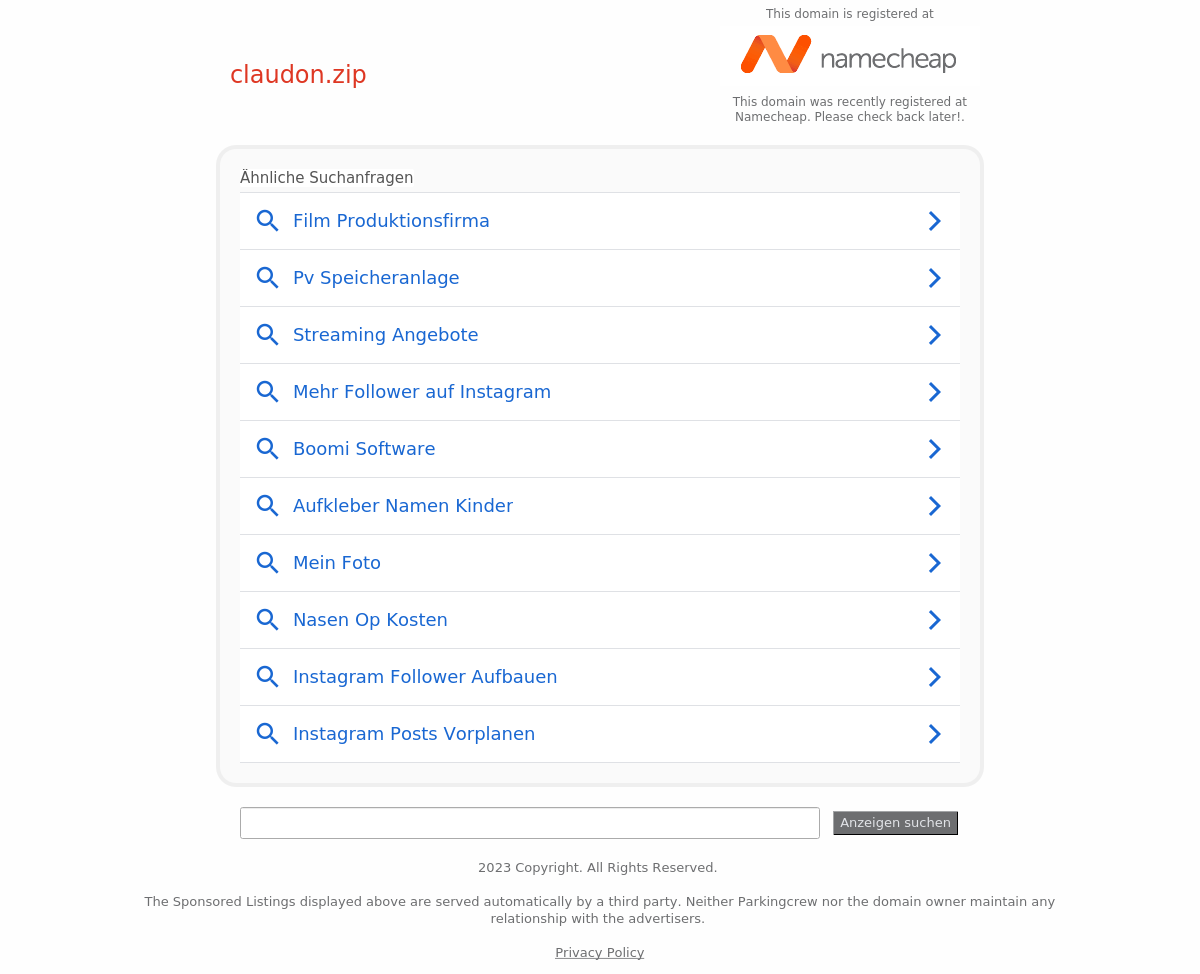 This domain is registered at
namecheap
claudon.zip
This domain was recently registered at
Namecheap. Please check back later!.
Ähnliche Suchanfragen
Film Produktionsfirma
Pv Speicheranlage
Streaming Angebote
Mehr Follower auf Instagram
Boomi Software
Aufkleber Namen Kinder
Mein Foto
Nasen Op Kosten
Instagram Follower Aufbauen
Instagram Posts Vorplanen
Anzeigen suchen
2023 Copyright. All Rights Reserved.
The Sponsored Listings displayed above are served automatically by a third party. Neither Parkingcrew nor the domain owner maintain any
relationship with the advertisers.
Privacy Policy